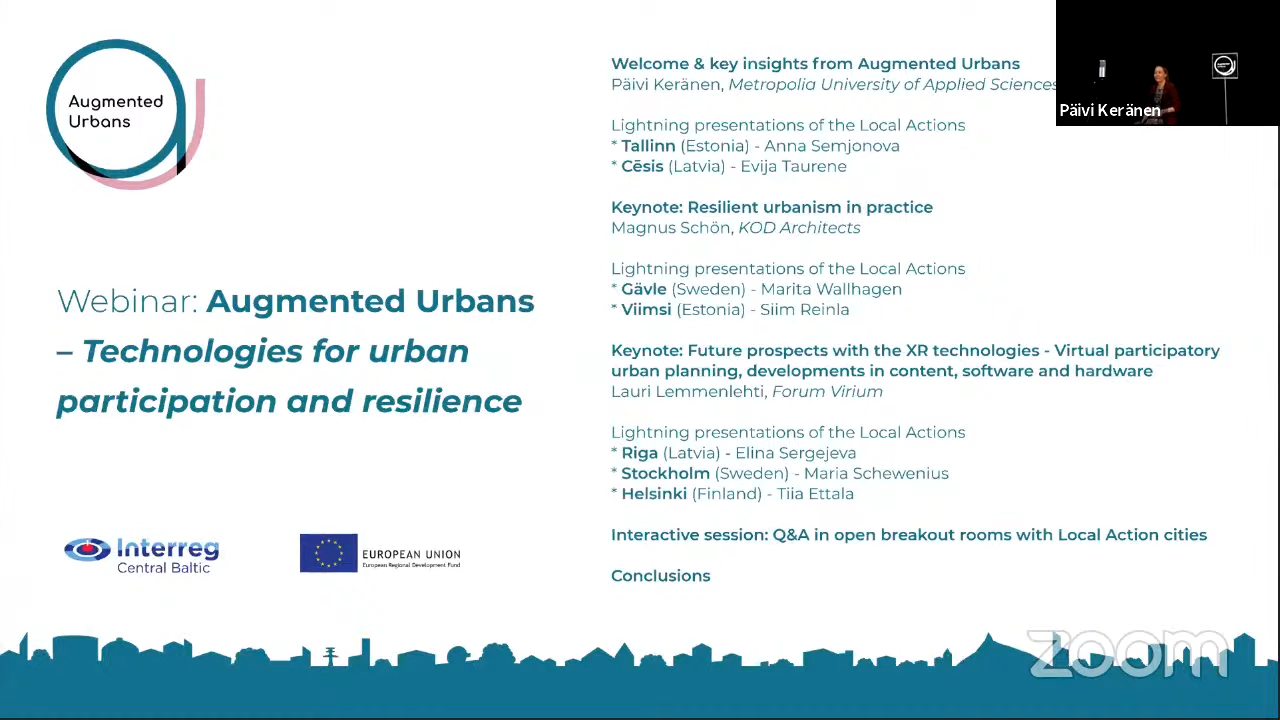 Augmented
Urbans
Webinar: Augmented Urbans
– Technologies for urban
participation and resilience
Interreg
Central Baltic
EUROPEAN UNION
European Regional Development Fund
Welcome & key insights from Augmented Urbans
Päivi Keränen, Metropolia University of Applied Sciences
Lightning presentations of the Local Actions
* Tallinn (Estonia) - Anna Semjonova
* Cēsis (Latvia) - Evija Taurene
Keynote: Resilient urbanism in practice
Magnus Schön, KOD Architects
Lightning presentations of the Local Actions
* Gävle (Sweden) - Marita Wallhagen
* Viimsi (Estonia) - Siim Reinla
Keynote: Future prospects with the XR technologies - Virtual participatory
urban planning, developments in content, software and hardware
Lauri Lemmenlehti, Forum Virium
Lightning presentations of the Local Actions
* Riga (Latvia) - Elina Sergejeva
* Stockholm (Sweden) - Maria Schewenius
* Helsinki (Finland) - Tiia Ettala
Interactive session: Q&A in open breakout rooms with Local Action cities
Conclusions
Päivi Keränen
zoom